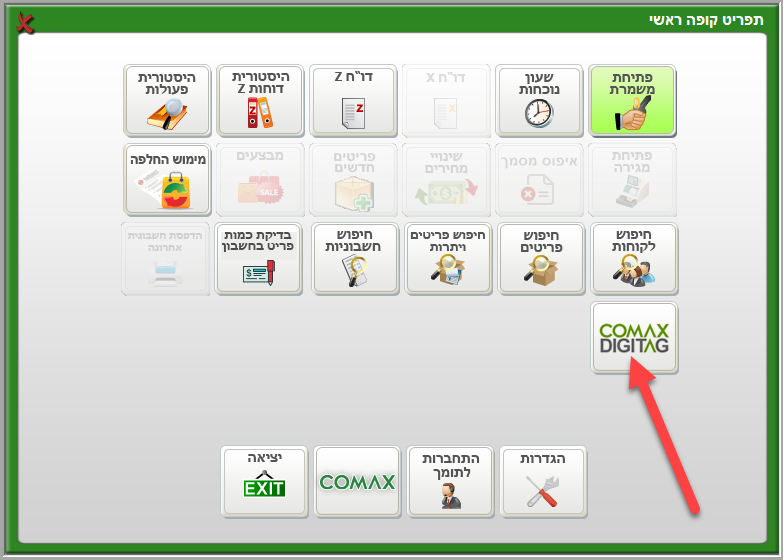 תפריט קופה ראשי
פתיחת
משמרת
שעון
נוכחות
דו"ח X
X
דו"ח Z
Z
היסטורית
דוחות Z
Z
היסטורית
פעולות
פתיחת
מגירה
איפוס מסמך
שינויי
מחירים
פריטים
חדשים
מבצעים
SALE
מימוש החלפה
חיפוש
לקוחות
חיפוש
פריטים
חיפוש פריטים
ויתרות
חיפוש
חשבוניות
בדיקת כמות
פריט בחשבון
הדפסת חשבונית
אחרונה
COMAX
DIGITAG
הגדרות
התחברות
לתומך
COMAX
יציאה
EXIT